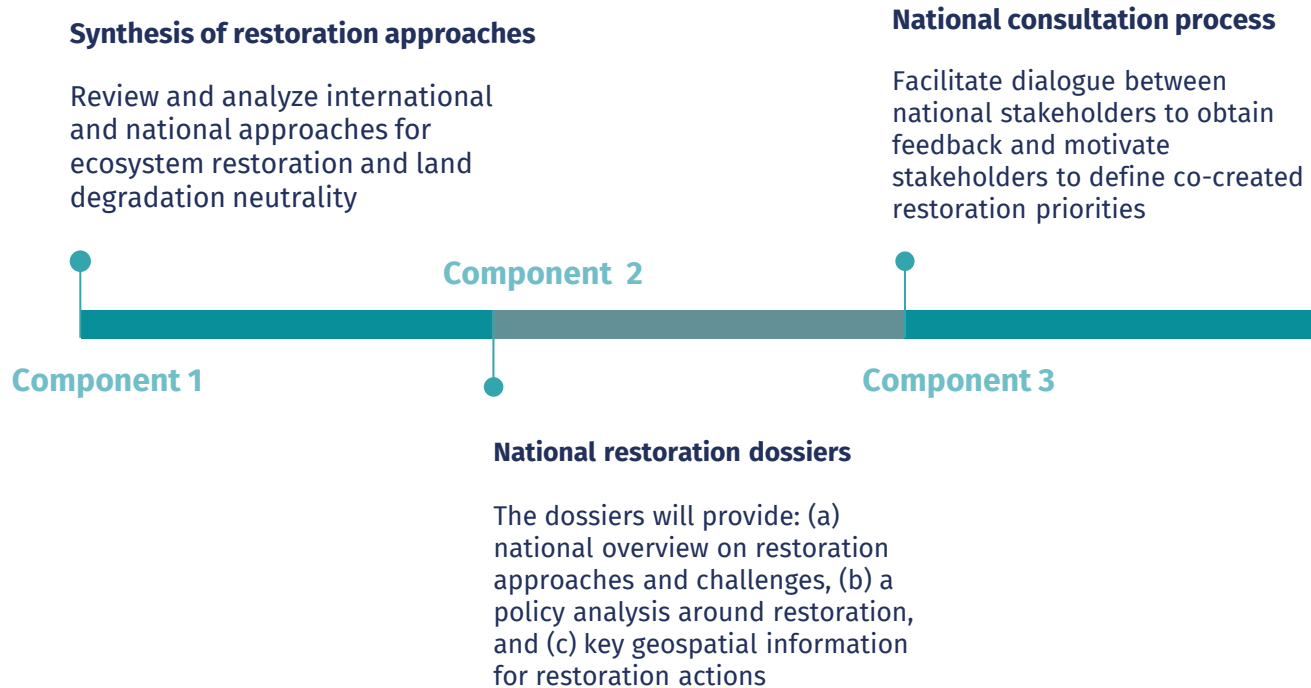 Synthesis of restoration approaches
Review and analyze international
and national approaches for
ecosystem restoration and land
degradation neutrality
Component 1
Component 2
National restoration dossiers
The dossiers will provide: (a)
national overview on restoration
approaches and challenges, (b) a
policy analysis around restoration,
and (c) key geospatial information
for restoration actions
National consultation process
Facilitate dialogue between
national stakeholders to obtain
feedback and motivate
stakeholders to define co-created
restoration priorities
Component 3